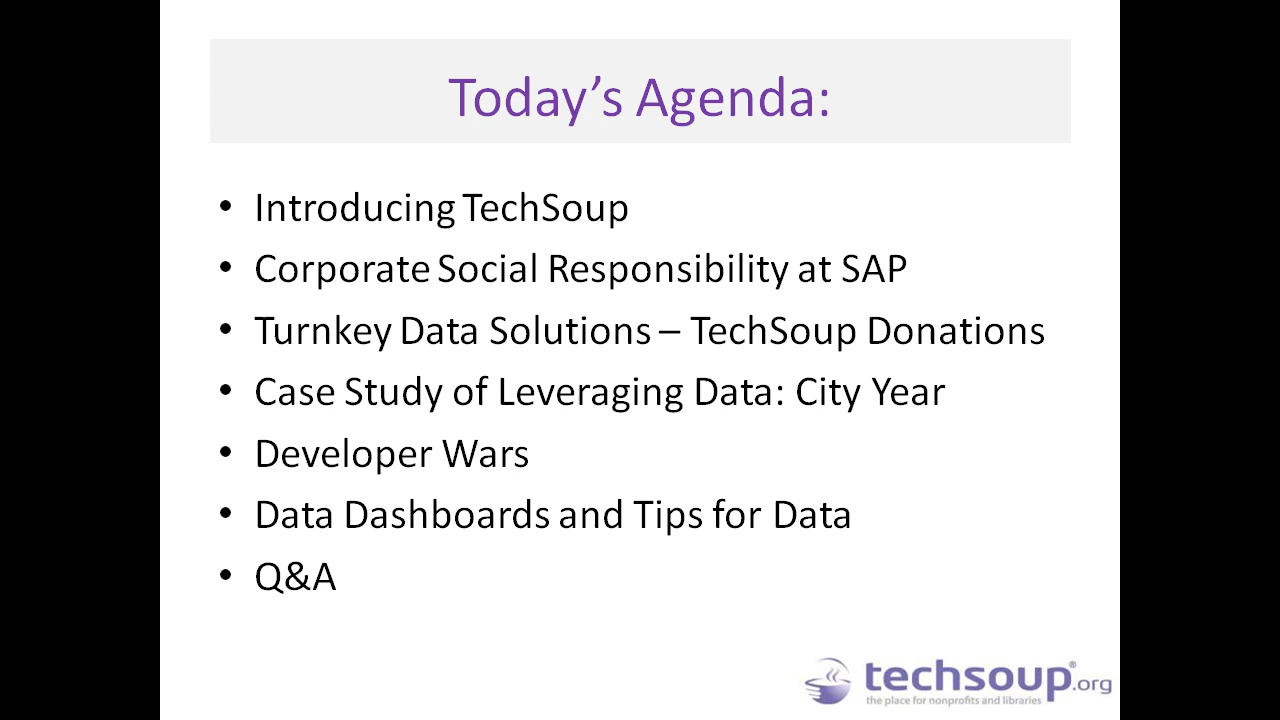 Today’s Agenda:
• Introducing TechSoup
• Corporate Social Responsibility at SAP
• Turnkey Data Solutions – TechSoup Donations
• Case Study of Leveraging Data: City Year
• Developer Wars
• Data Dashboards and Tips for Data
• Q&A
techsoup®.org
the place for nonprofits and libraries